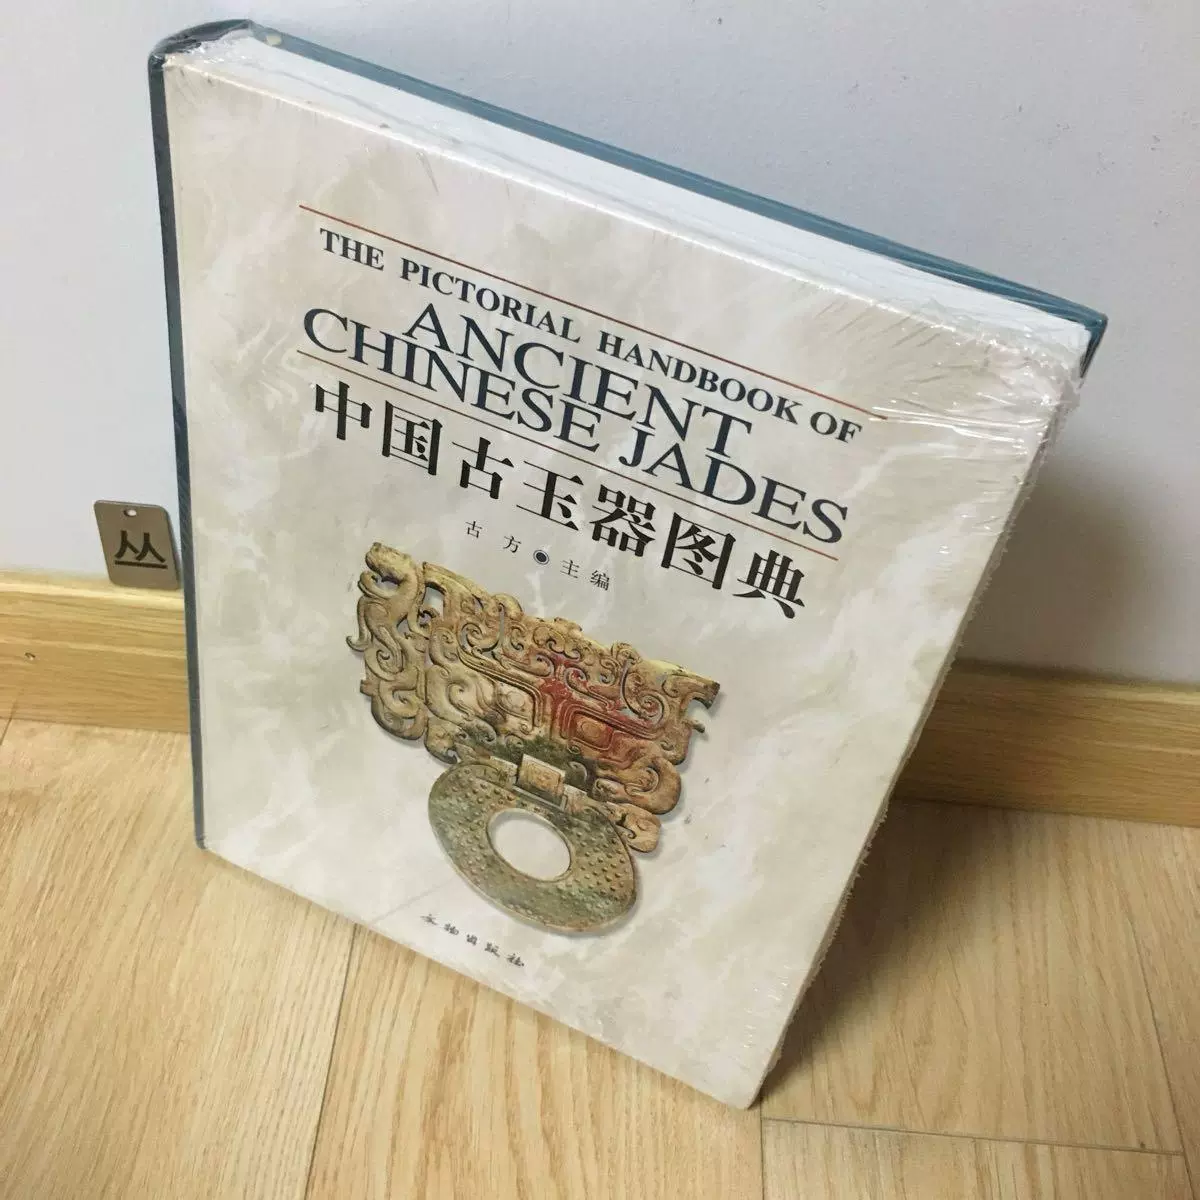 THE PICTORIAL HANDBOOK OF
ANCIENT
CHINESE JADES
中国古玉器图典
古方●主编
文物出版社
丛